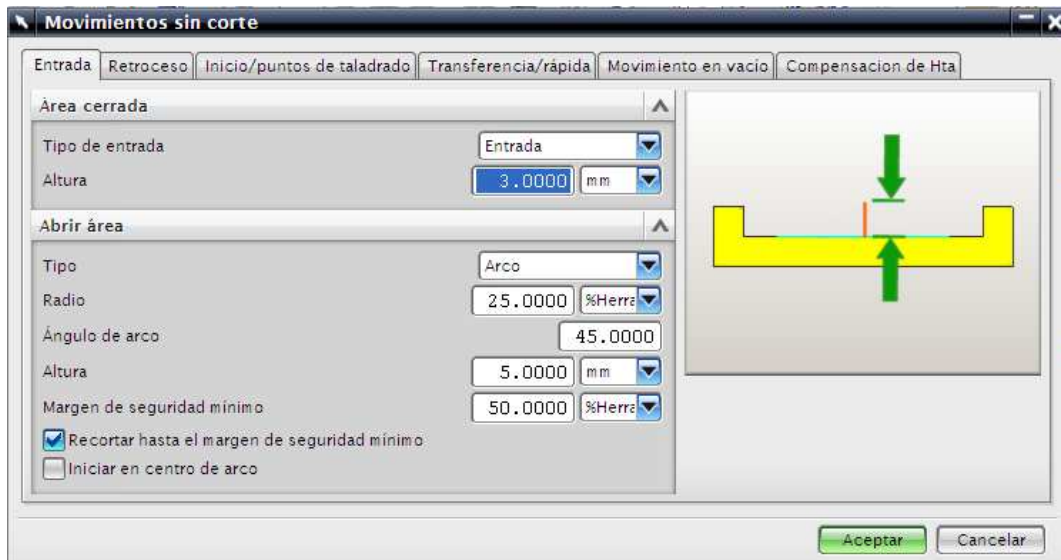 Movimientos sin corte
Entrada Retroceso Inicio/puntos de taladrado Transferencia/rápida Movimiento en vacío Compensacion de Hta
Área cerrada
Tipo de entrada Entrada
Altura 3.0000 mm
Abrir área
Tipo Arco
Radio 25.0000 %Herra
Ángulo de arco 45.0000
Altura 5.0000 mm
Margen de seguridad mínimo 50.0000 %Herra
Recortar hasta el margen de seguridad mínimo
Iniciar en centro de arco
Aceptar Cancelar